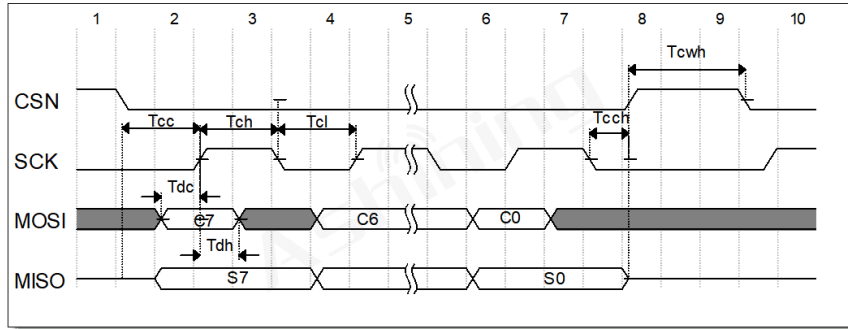 1 2 3 4 5 6 7 8 9 10
Tcwh
CSN
Tcc Tch Tcl Tcch
SCK
Tdc
MOSI C7 C6 C0
Tdh
MISO S7 S0
Ashining